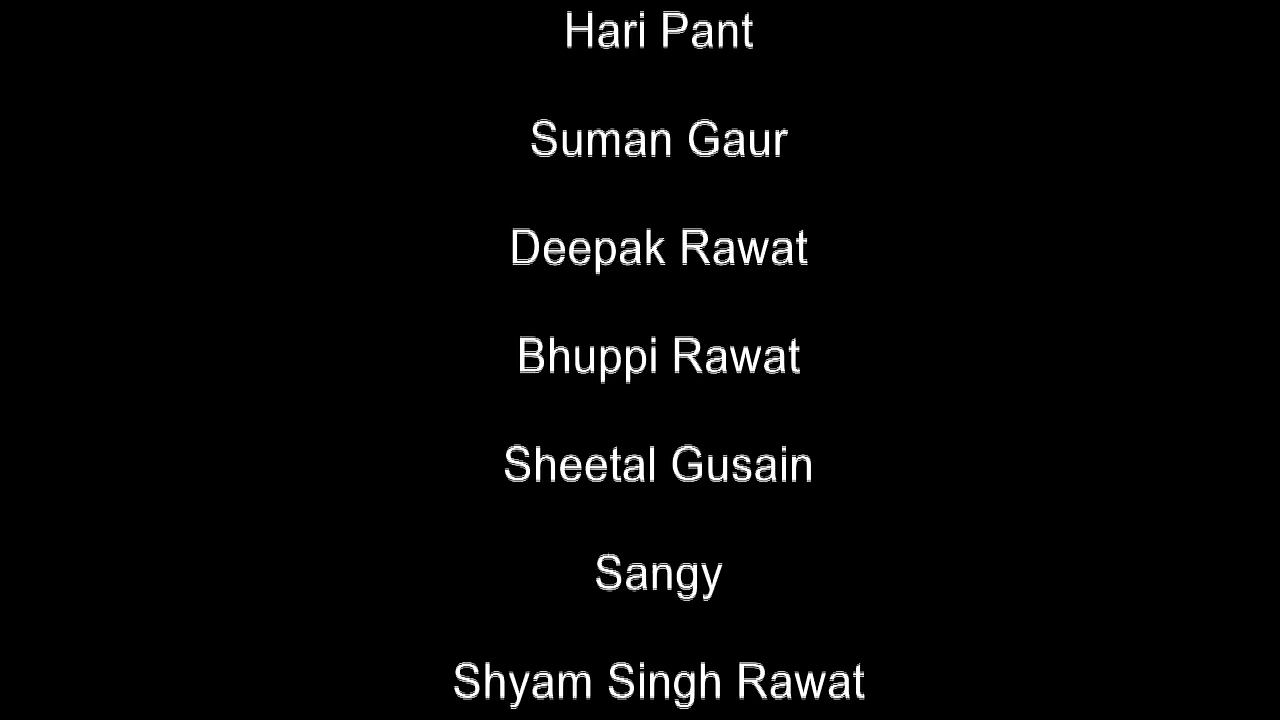 Hari Pant
Suman Gaur
Deepak Rawat
Bhuppi Rawat
Sheetal Gusain
Sangy
Shyam Singh Rawat